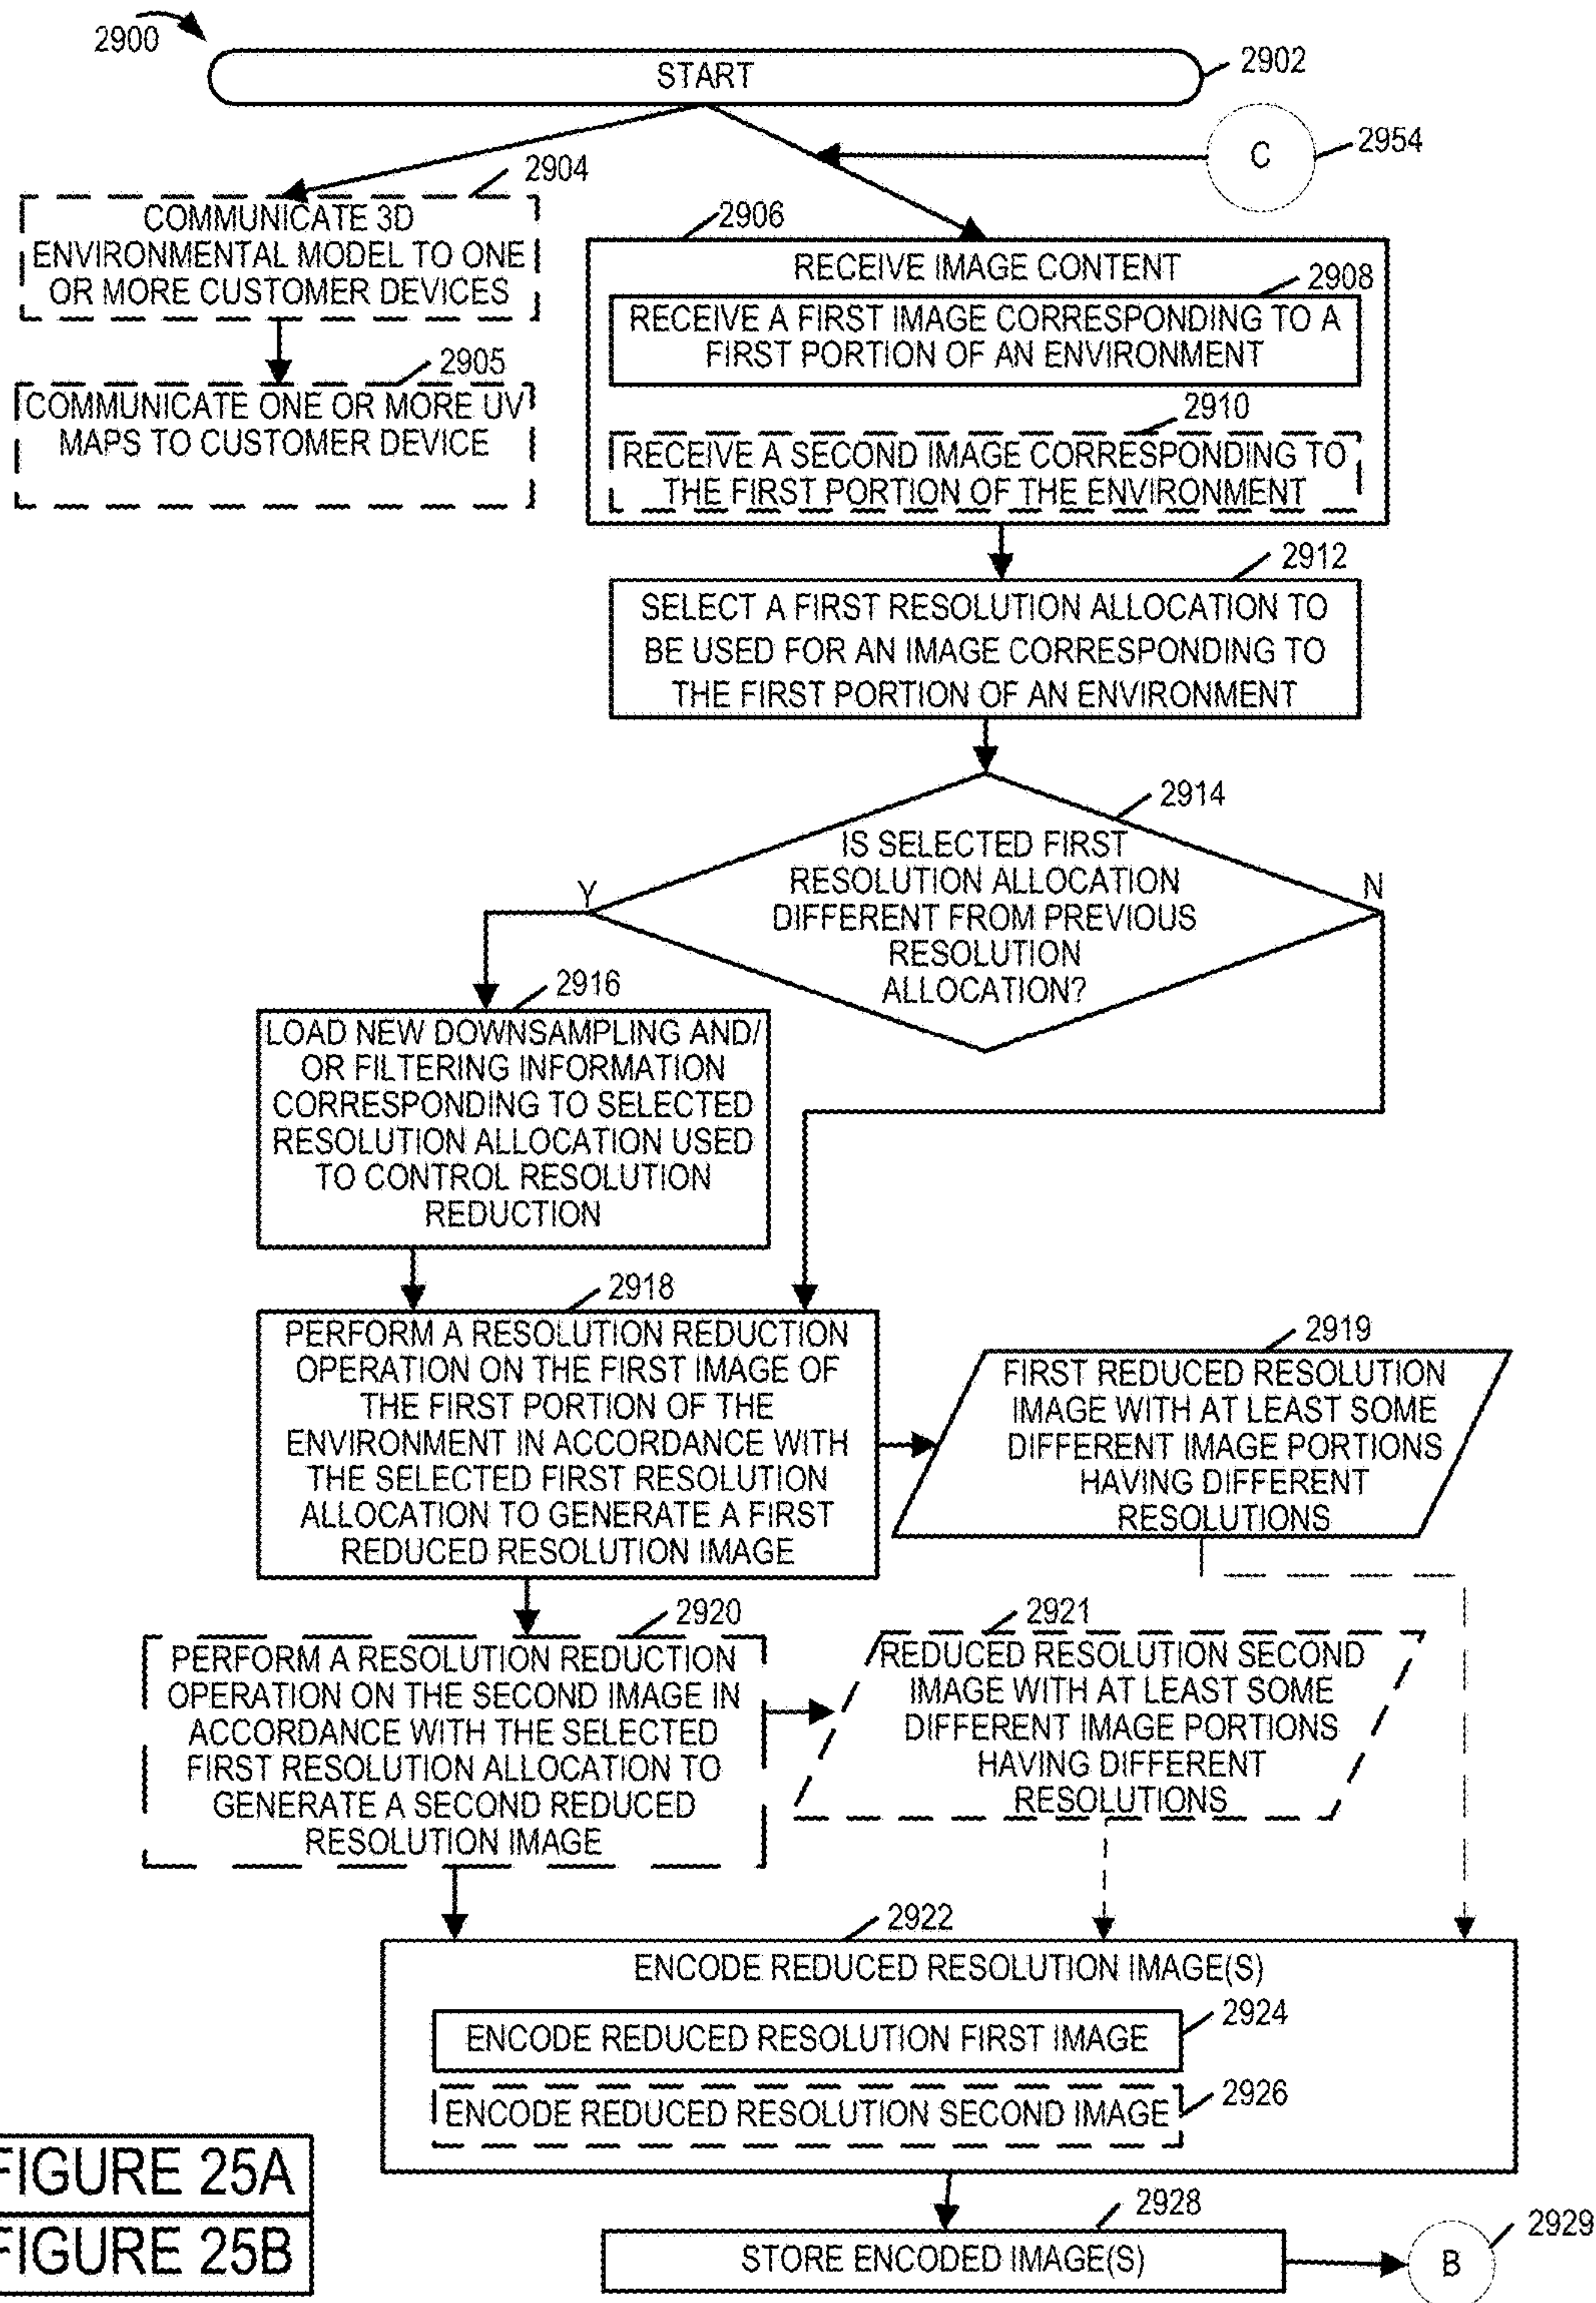 2900
START
2902
C
2954
2904
COMMUNICATE 3D
ENVIRONMENTAL MODEL TO ONE
OR MORE CUSTOMER DEVICES
2905
COMMUNICATE ONE OR MORE UV
MAPS TO CUSTOMER DEVICE
2906
RECEIVE IMAGE CONTENT
2908
RECEIVE A FIRST IMAGE CORRESPONDING TO A
FIRST PORTION OF AN ENVIRONMENT
2910
RECEIVE A SECOND IMAGE CORRESPONDING TO
THE FIRST PORTION OF THE ENVIRONMENT
2912
SELECT A FIRST RESOLUTION ALLOCATION TO
BE USED FOR AN IMAGE CORRESPONDING TO
THE FIRST PORTION OF AN ENVIRONMENT
2914
IS SELECTED FIRST
RESOLUTION ALLOCATION
DIFFERENT FROM PREVIOUS
RESOLUTION
ALLOCATION?
Y
N
2916
LOAD NEW DOWNSAMPLING AND/
OR FILTERING INFORMATION
CORRESPONDING TO SELECTED
RESOLUTION ALLOCATION USED
TO CONTROL RESOLUTION
REDUCTION
2918
PERFORM A RESOLUTION REDUCTION
OPERATION ON THE FIRST IMAGE OF
THE FIRST PORTION OF THE
ENVIRONMENT IN ACCORDANCE WITH
THE SELECTED FIRST RESOLUTION
ALLOCATION TO GENERATE A FIRST
REDUCED RESOLUTION IMAGE
2919
FIRST REDUCED RESOLUTION
IMAGE WITH AT LEAST SOME
DIFFERENT IMAGE PORTIONS
HAVING DIFFERENT
RESOLUTIONS
2920
PERFORM A RESOLUTION REDUCTION
OPERATION ON THE SECOND IMAGE IN
ACCORDANCE WITH THE SELECTED
FIRST RESOLUTION ALLOCATION TO
GENERATE A SECOND REDUCED
RESOLUTION IMAGE
2921
REDUCED RESOLUTION SECOND
IMAGE WITH AT LEAST SOME
DIFFERENT IMAGE PORTIONS
HAVING DIFFERENT
RESOLUTIONS
2922
ENCODE REDUCED RESOLUTION IMAGE(S)
2924
ENCODE REDUCED RESOLUTION FIRST IMAGE
2926
ENCODE REDUCED RESOLUTION SECOND IMAGE
2928
STORE ENCODED IMAGE(S)
B
2929
FIGURE 25A
FIGURE 25B